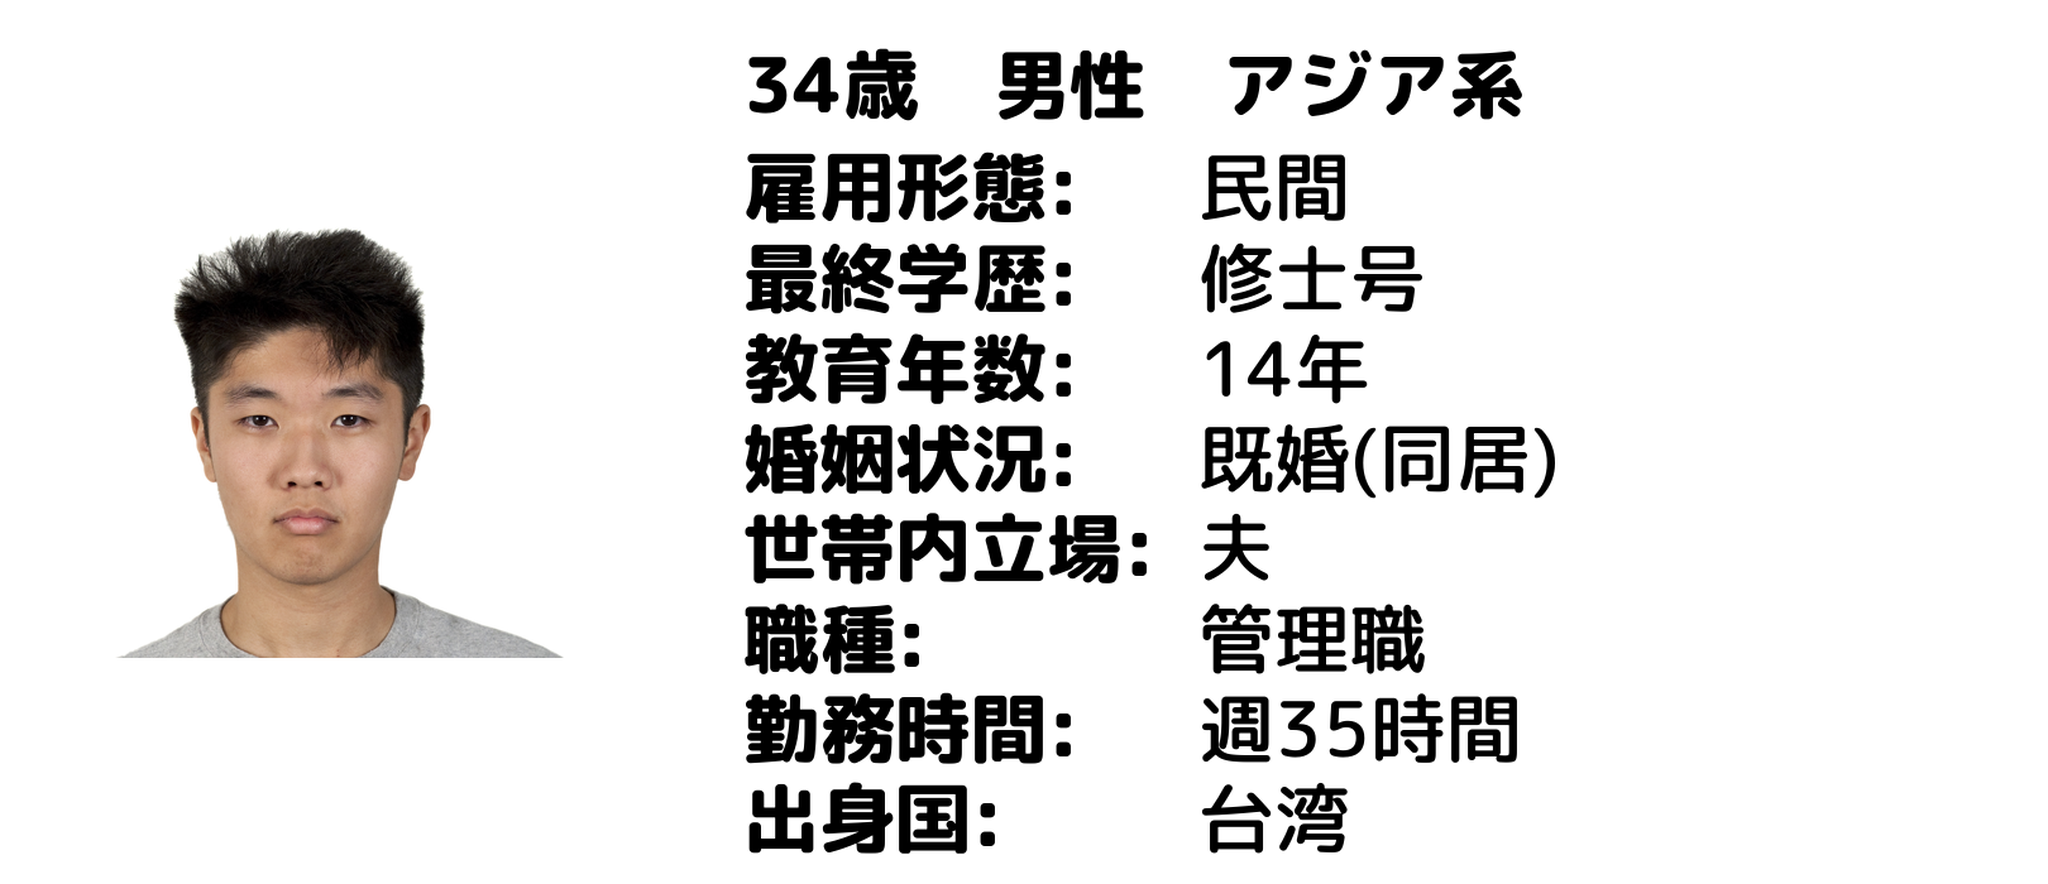 34歳　男性　アジア系
雇用形態:　民間
最終学歴:　修士号
教育年数:　14年
婚姻状況:　既婚(同居)
世帯内立場:　夫
職種:　管理職
勤務時間:　週35時間
出身国:　台湾